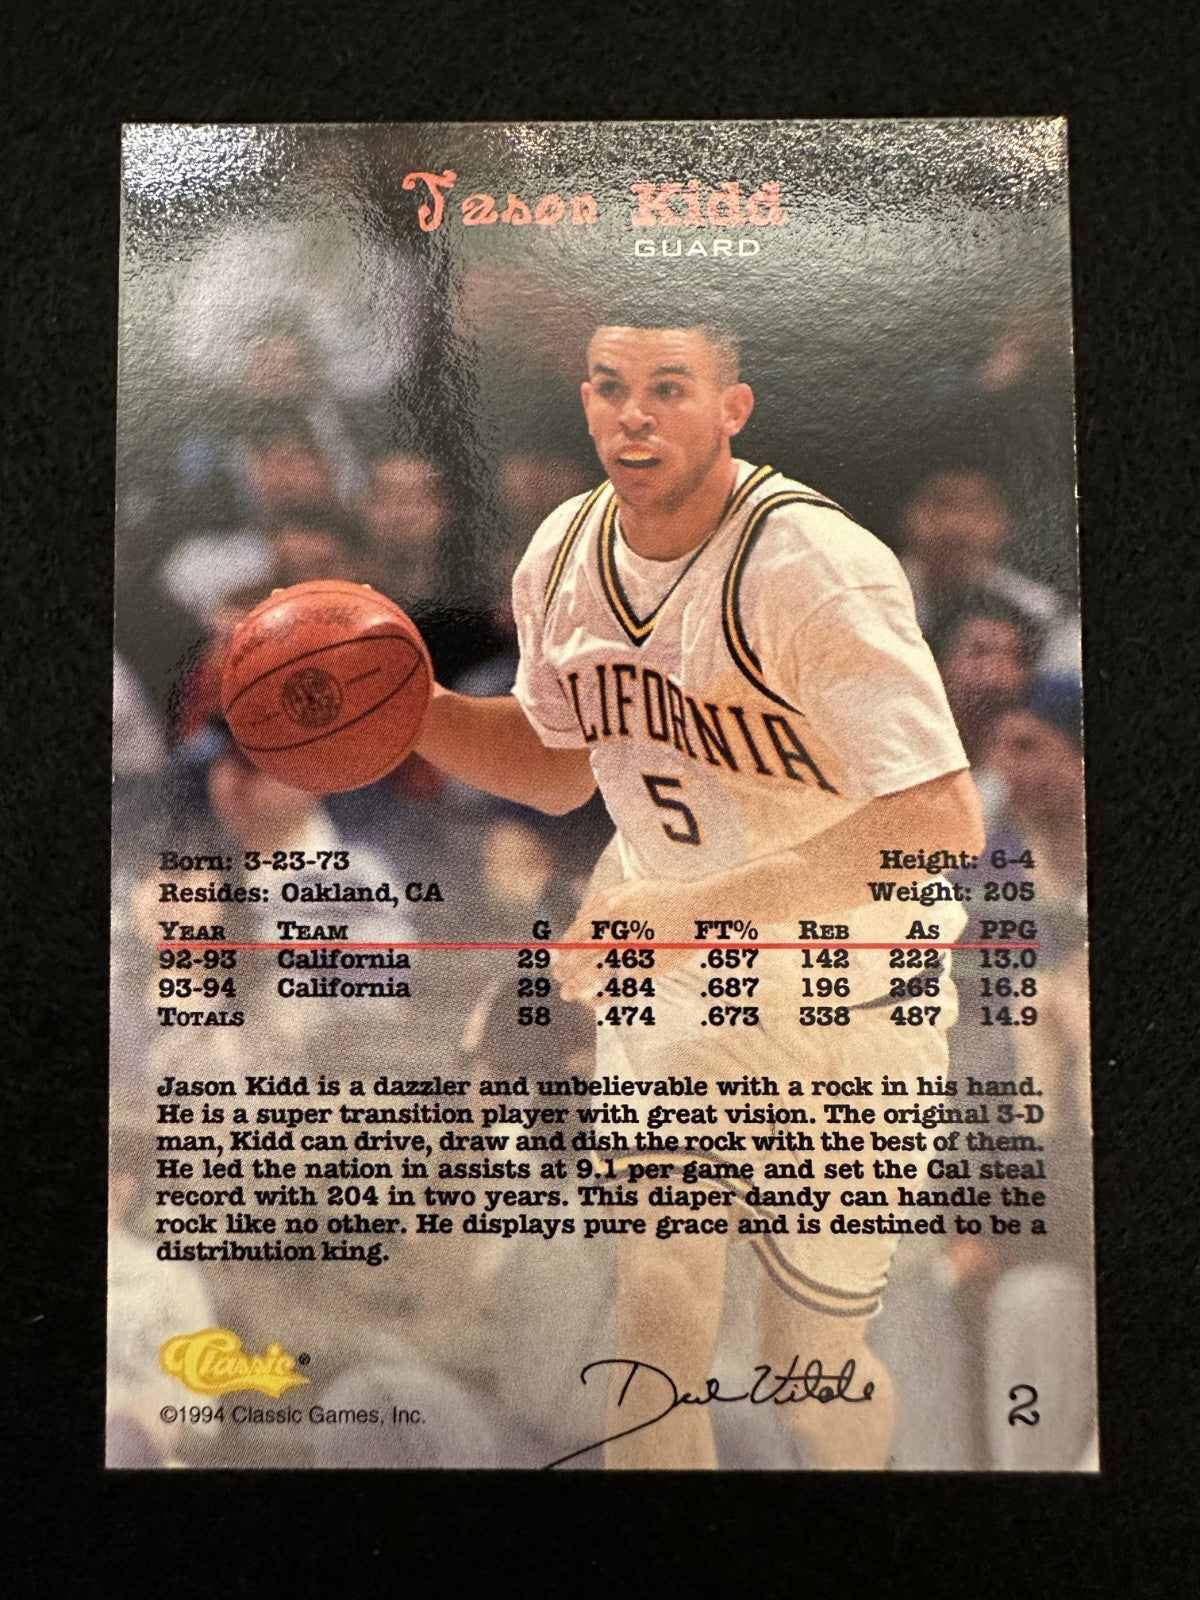 Jason Kidd
GUARD
LIFORNIA
5
Born: 3-23-73 Height: 6-4
Resides: Oakland, CA Weight: 205
YEAR TEAM G FG% FT% REB AS PPG
92-93 California 29 .463 .657 142 222 13.0
93-94 California 29 .484 .687 196 265 16.8
TOTALS 58 .474 .673 338 487 14.9
Jason Kidd is a dazzler and unbelievable with a rock in his hand.
He is a super transition player with great vision. The original 3-D
man, Kidd can drive, draw and dish the rock with the best of them.
He led the nation in assists at 9.1 per game and set the Cal steal
record with 204 in two years. This diaper dandy can handle the
rock like no other. He displays pure grace and is destined to be a
distribution king.
Classic®
©1994 Classic Games, Inc.
2